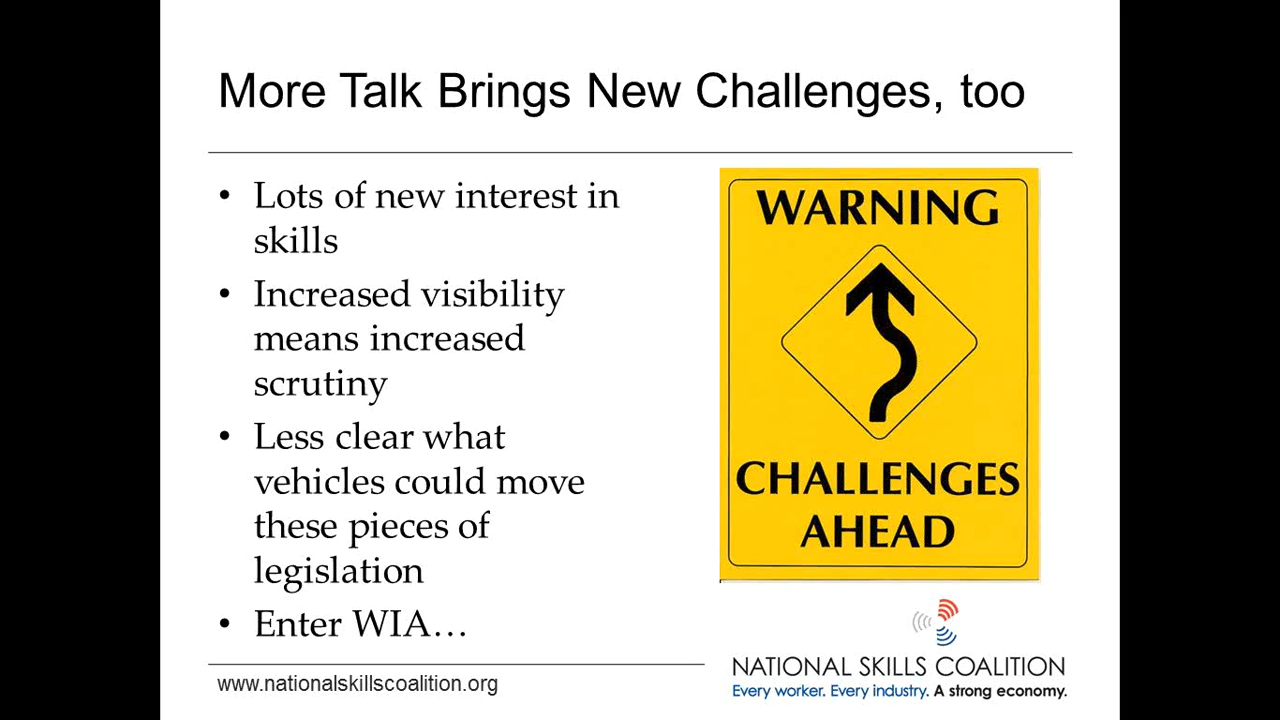 More Talk Brings New Challenges, too
• Lots of new interest in
skills
• Increased visibility
means increased
scrutiny
• Less clear what
vehicles could move
these pieces of
legislation
• Enter WIA…
WARNING
CHALLENGES
AHEAD
www.nationalskillscoalition.org
NATIONAL SKILLS COALITION
Every worker. Every industry. A strong economy.